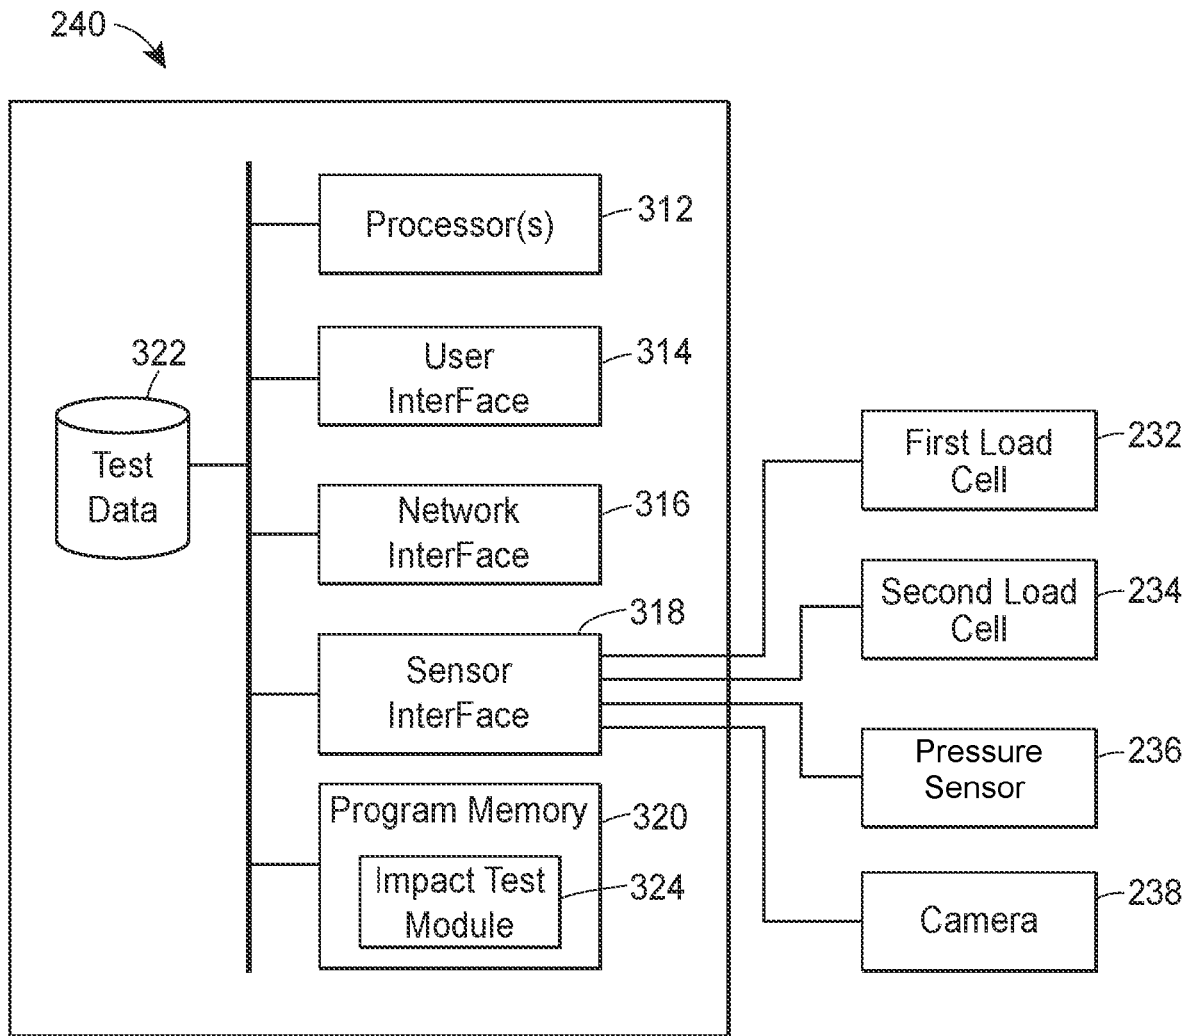 240
Processor(s)
312
User
InterFace
314
322
Test
Data
Network
InterFace
316
Sensor
InterFace
318
Program Memory
320
Impact Test
Module
324
First Load
Cell
232
Second Load
Cell
234
Pressure
Sensor
236
Camera
238